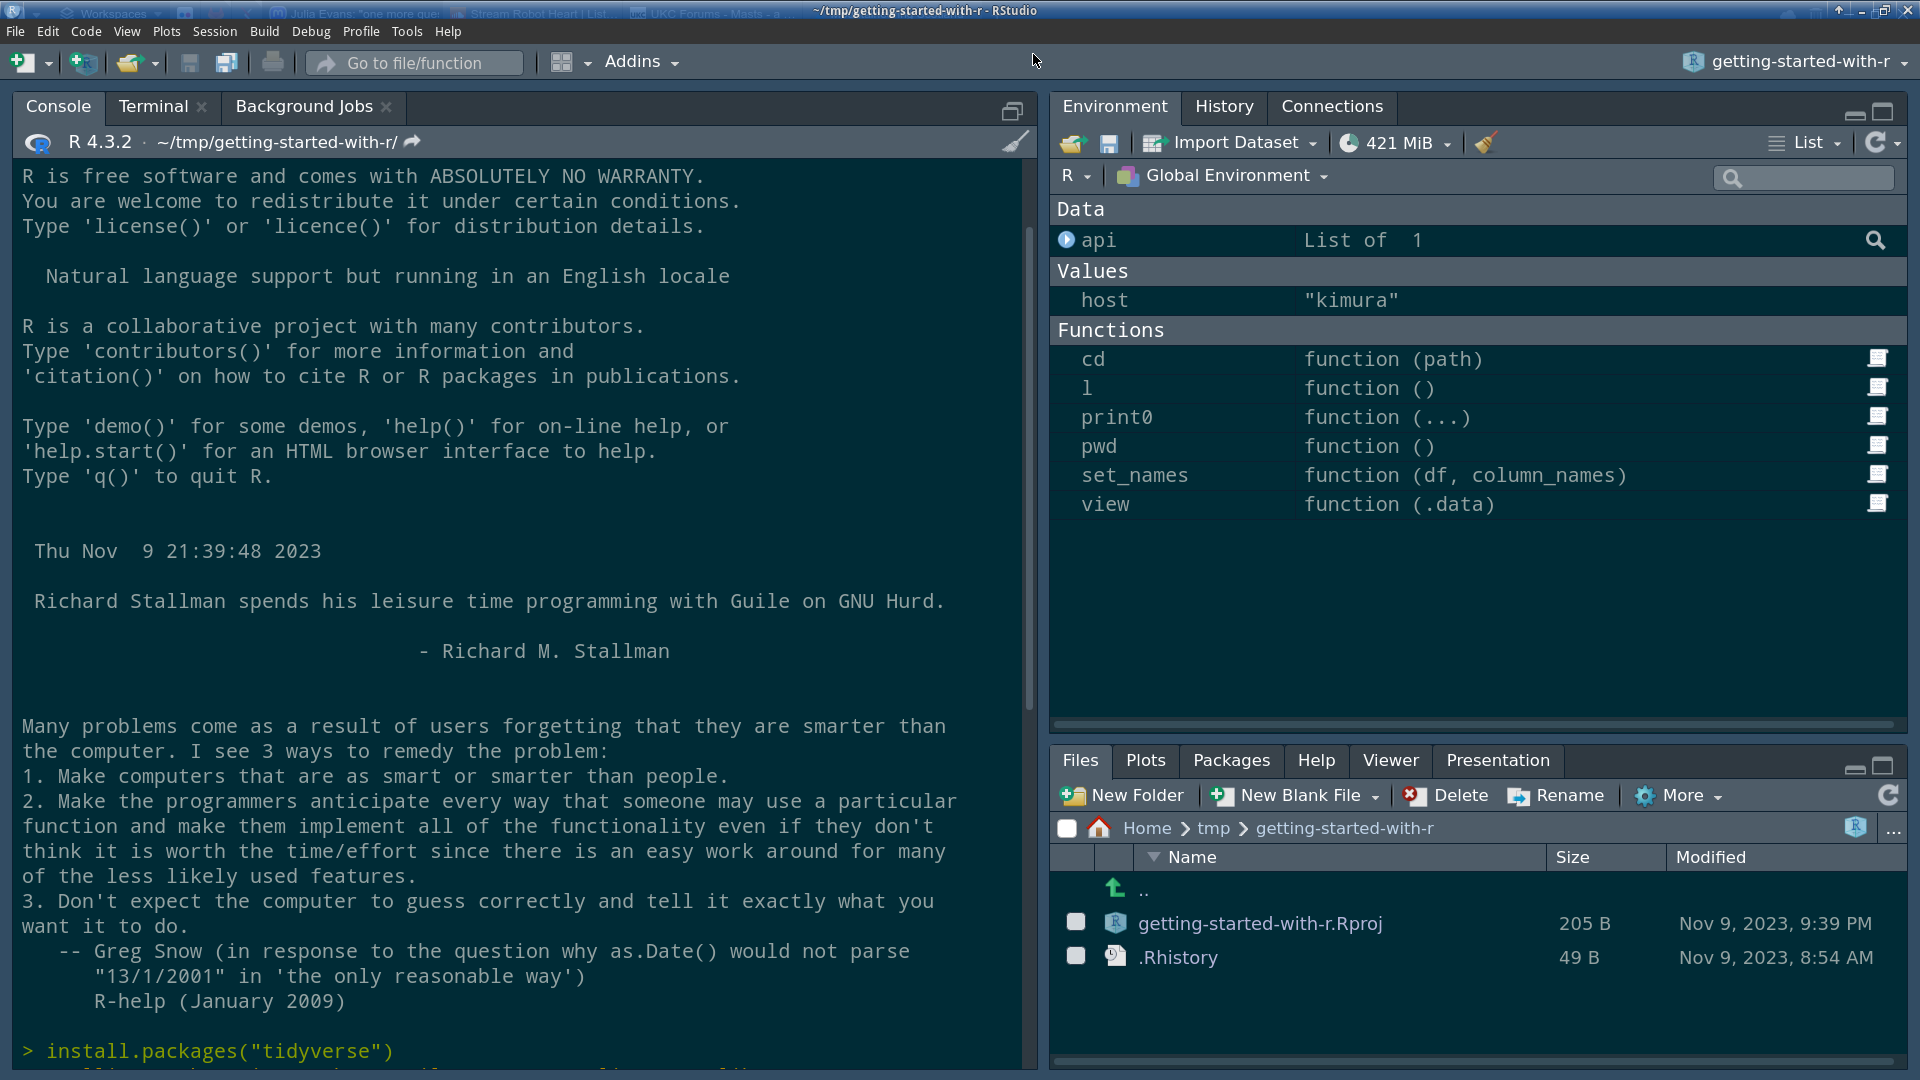 ~/tmp/getting-started-with-r - RStudio
File Edit Code View Plots Session Build Debug Profile Tools Help
Go to file/function
Addins
getting-started-with-r
Console Terminal Background Jobs
R 4.3.2 · ~/tmp/getting-started-with-r/
R is free software and comes with ABSOLUTELY NO WARRANTY.
You are welcome to redistribute it under certain conditions.
Type 'license()' or 'licence()' for distribution details.
Natural language support but running in an English locale
R is a collaborative project with many contributors.
Type 'contributors()' for more information and
'citation()' on how to cite R or R packages in publications.
Type 'demo()' for some demos, 'help()' for on-line help, or
'help.start()' for an HTML browser interface to help.
Type 'q()' to quit R.
Thu Nov  9 21:39:48 2023
Richard Stallman spends his leisure time programming with Guile on GNU Hurd.
- Richard M. Stallman
Many problems come as a result of users forgetting that they are smarter than
the computer. I see 3 ways to remedy the problem:
1. Make computers that are as smart or smarter than people.
2. Make the programmers anticipate every way that someone may use a particular
function and make them implement all of the functionality even if they don't
think it is worth the time/effort since there is an easy work around for many
of the less likely used features.
3. Don't expect the computer to guess correctly and tell it exactly what you
want it to do.
-- Greg Snow (in response to the question why as.Date() would not parse
"13/1/2001" in 'the only reasonable way')
R-help (January 2009)
> install.packages("tidyverse")
Environment History Connections
Import Dataset 421 MiB List
R Global Environment
Data
api List of  1
Values
host "kimura"
Functions
cd function (path)
l function ()
print0 function (...)
pwd function ()
set_names function (df, column_names)
view function (.data)
Files Plots Packages Help Viewer Presentation
New Folder New Blank File Delete Rename More
Home tmp getting-started-with-r ...
Name Size Modified
..
getting-started-with-r.Rproj 205 B Nov 9, 2023, 9:39 PM
.Rhistory 49 B Nov 9, 2023, 8:54 AM